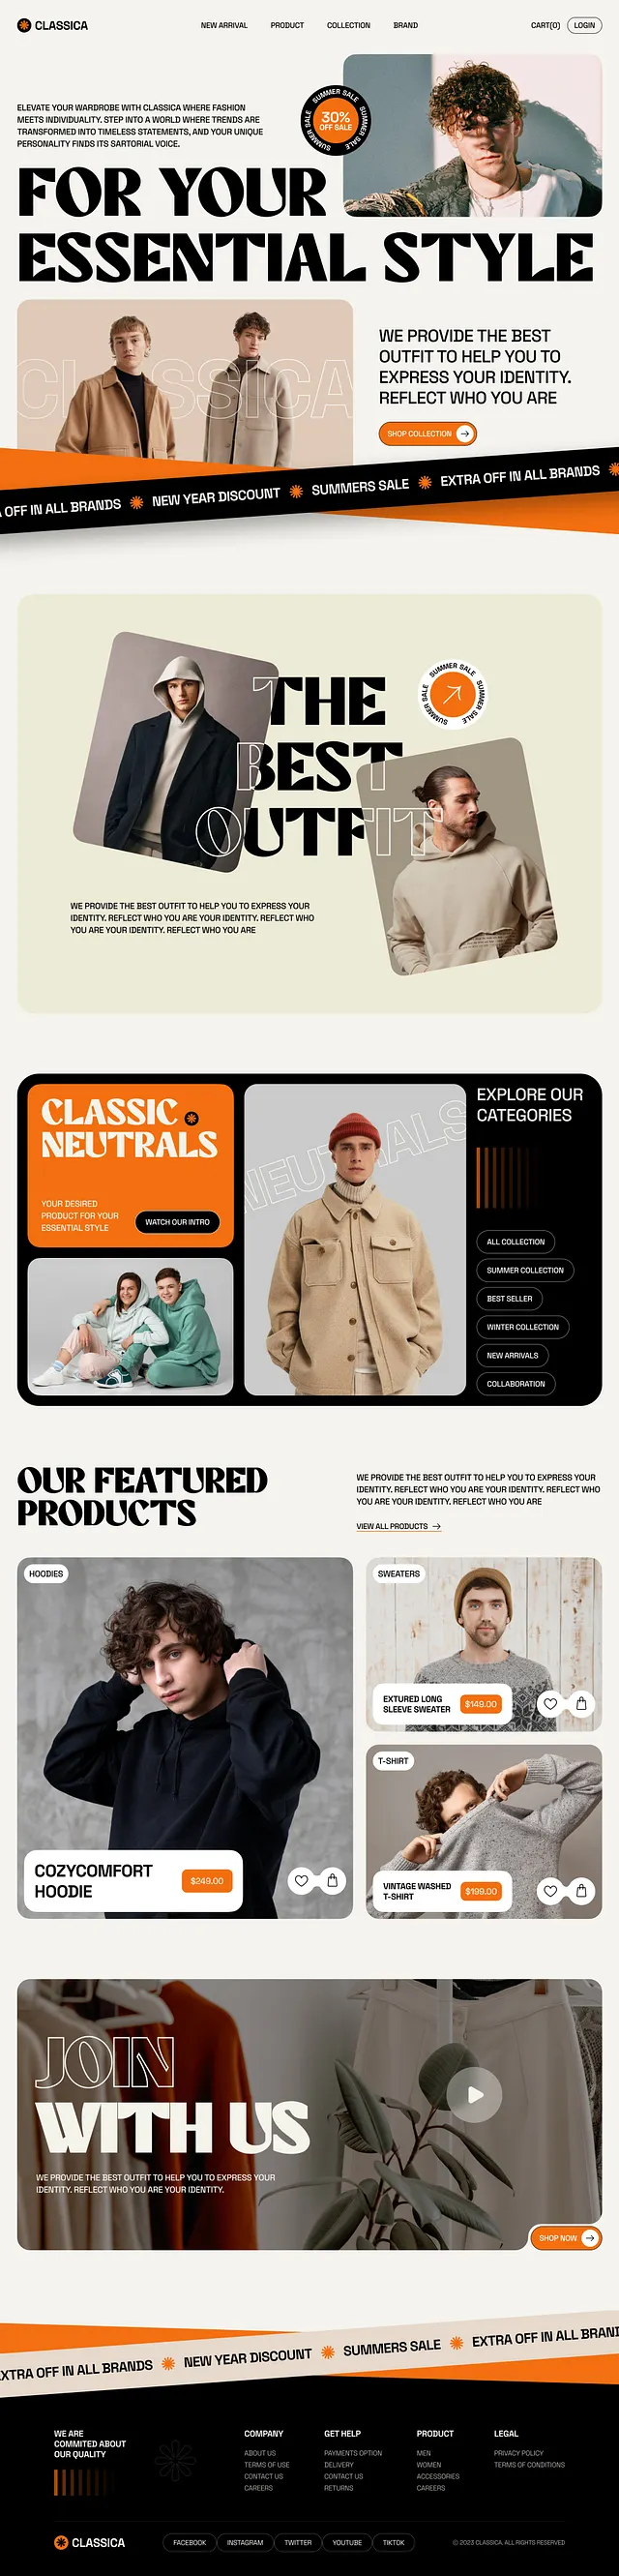 CLASSICA
NEW ARRIVAL
PRODUCT
COLLECTION
BRAND
CART(0)
LOGIN
ELEVATE YOUR WARDROBE WITH CLASSICA WHERE FASHION
MEETS INDIVIDUALITY. STEP INTO A WORLD WHERE TRENDS ARE
TRANSFORMED INTO TIMELESS STATEMENTS, AND YOUR UNIQUE
PERSONALITY FINDS ITS SARTORIAL VOICE.
SUMMER SALE SUMMER SALE SUMMER SALE
30%
OFF SALE
FOR YOUR
ESSENTIAL STYLE
CLASSICA
WE PROVIDE THE BEST
OUTFIT TO HELP YOU TO
EXPRESS YOUR IDENTITY.
REFLECT WHO YOU ARE
SHOP COLLECTION
A OFF IN ALL BRANDS NEW YEAR DISCOUNT SUMMERS SALE EXTRA OFF IN ALL BRANDS
THE
BEST
OUTFIT
SUMMER SALE SUMMER SALE SUMMER SALE
WE PROVIDE THE BEST OUTFIT TO HELP YOU TO EXPRESS YOUR
IDENTITY. REFLECT WHO YOU ARE YOUR IDENTITY. REFLECT WHO
YOU ARE YOUR IDENTITY. REFLECT WHO YOU ARE
CLASSIC
NEUTRALS
YOUR DESIRED
PRODUCT FOR YOUR
ESSENTIAL STYLE
WATCH OUR INTRO
NEUTRALS
EXPLORE OUR
CATEGORIES
ALL COLLECTION
SUMMER COLLECTION
BEST SELLER
WINTER COLLECTION
NEW ARRIVALS
COLLABORATION
OUR FEATURED
PRODUCTS
WE PROVIDE THE BEST OUTFIT TO HELP YOU TO EXPRESS YOUR
IDENTITY. REFLECT WHO YOU ARE YOUR IDENTITY. REFLECT WHO
YOU ARE YOUR IDENTITY. REFLECT WHO YOU ARE
VIEW ALL PRODUCTS
HOODIES
COZYCOMFORT
HOODIE
$249.00
SWEATERS
EXTURED LONG
SLEEVE SWEATER
$149.00
T-SHIRT
VINTAGE WASHED
T-SHIRT
$199.00
JOIN
WITH US
WE PROVIDE THE BEST OUTFIT TO HELP YOU TO EXPRESS YOUR
IDENTITY. REFLECT WHO YOU ARE YOUR IDENTITY.
SHOP NOW
XTRA OFF IN ALL BRANDS NEW YEAR DISCOUNT SUMMERS SALE EXTRA OFF IN ALL BRAND
WE ARE
COMMITED ABOUT
OUR QUALITY
COMPANY
ABOUT US
TERMS OF USE
CONTACT US
CAREERS
GET HELP
PAYMENTS OPTION
DELIVERY
CONTACT US
RETURNS
PRODUCT
MEN
WOMEN
ACCESSORIES
CAREERS
LEGAL
PRIVACY POLICY
TERMS OF CONDITIONS
CLASSICA
FACEBOOK
INSTAGRAM
TWITTER
YOUTUBE
TIKTOK
© 2023 CLASSICA. ALL RIGHTS RESERVED